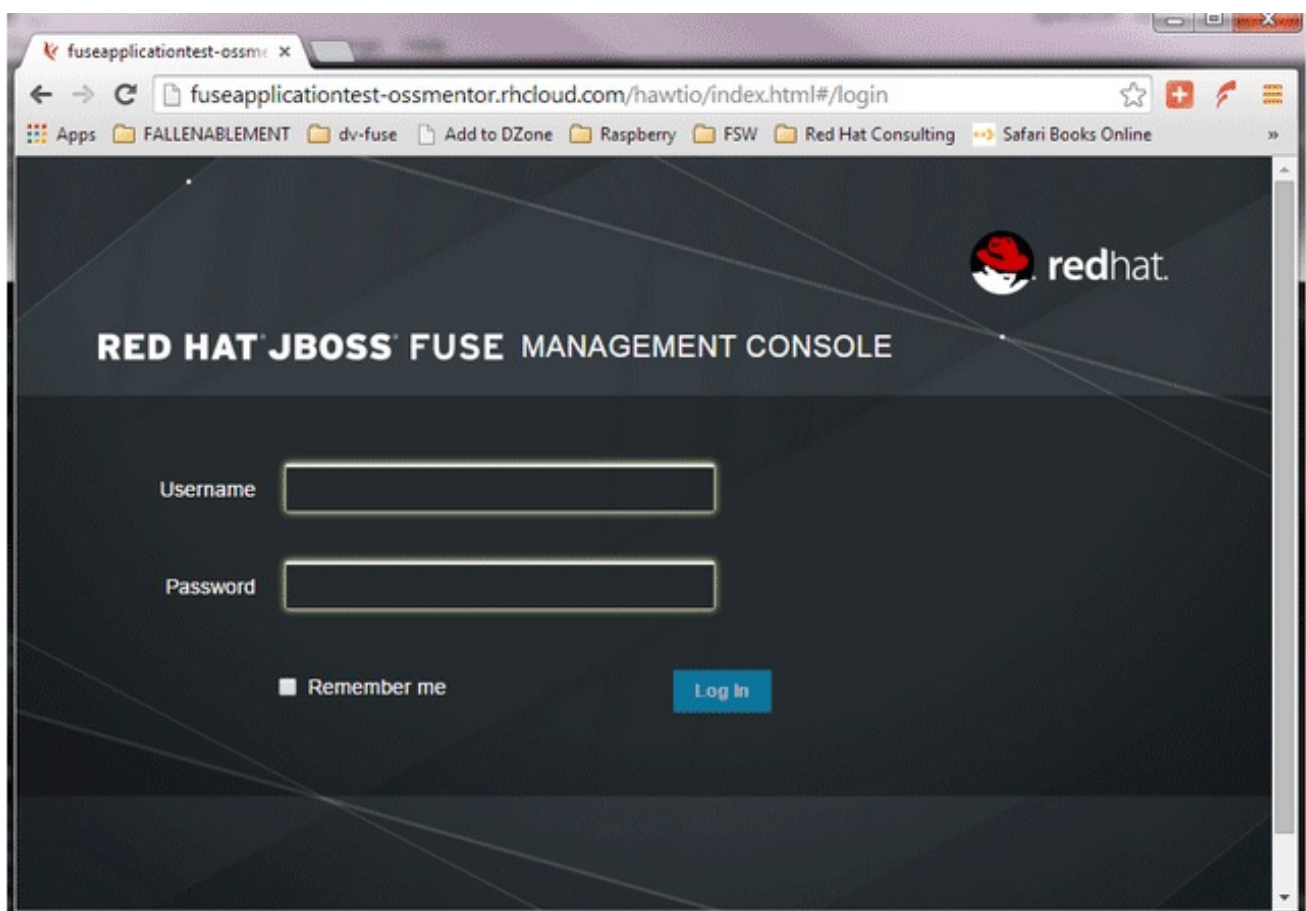 fuseapplicationtest-ossme
fuseapplicationtest-ossmentor.rhcloud.com/hawtio/index.html#/login
Apps FALLENABLEMENT dv-fuse Add to DZone Raspberry FSW Red Hat Consulting Safari Books Online »
redhat.
RED HAT® JBOSS® FUSE MANAGEMENT CONSOLE
Username
Password
Remember me
Log In